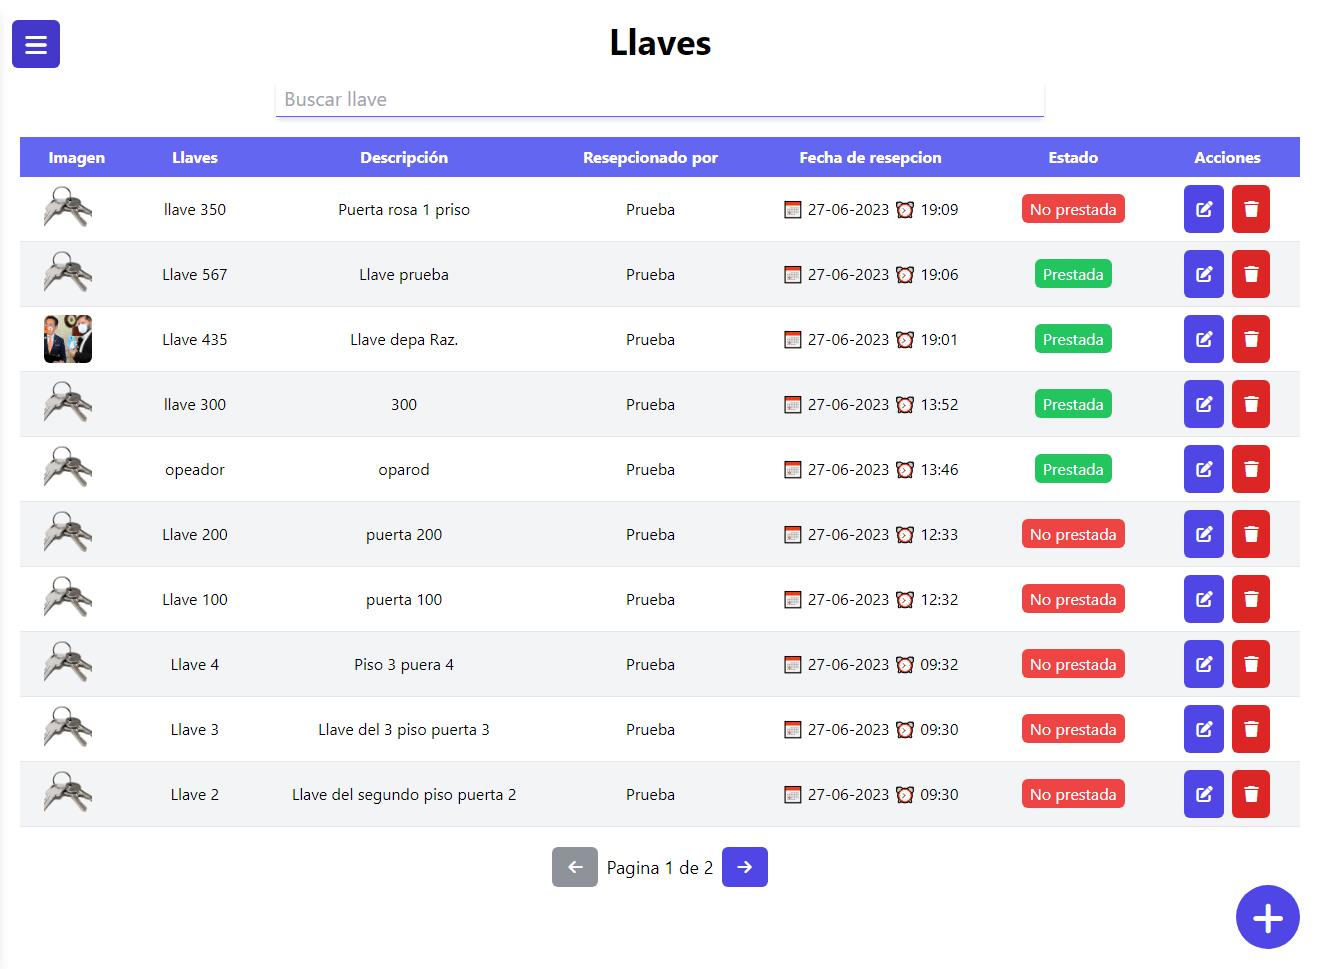 Llaves
Buscar llave
Imagen Llaves Descripción Resepcionado por Fecha de resepcion Estado Acciones
llave 350 Puerta rosa 1 priso Prueba 27-06-2023 19:09 No prestada
Llave 567 Llave prueba Prueba 27-06-2023 19:06 Prestada
Llave 435 Llave depa Raz. Prueba 27-06-2023 19:01 Prestada
llave 300 300 Prueba 27-06-2023 13:52 Prestada
opeador oparod Prueba 27-06-2023 13:46 Prestada
Llave 200 puerta 200 Prueba 27-06-2023 12:33 No prestada
Llave 100 puerta 100 Prueba 27-06-2023 12:32 No prestada
Llave 4 Piso 3 puera 4 Prueba 27-06-2023 09:32 No prestada
Llave 3 Llave del 3 piso puerta 3 Prueba 27-06-2023 09:30 No prestada
Llave 2 Llave del segundo piso puerta 2 Prueba 27-06-2023 09:30 No prestada
Pagina 1 de 2